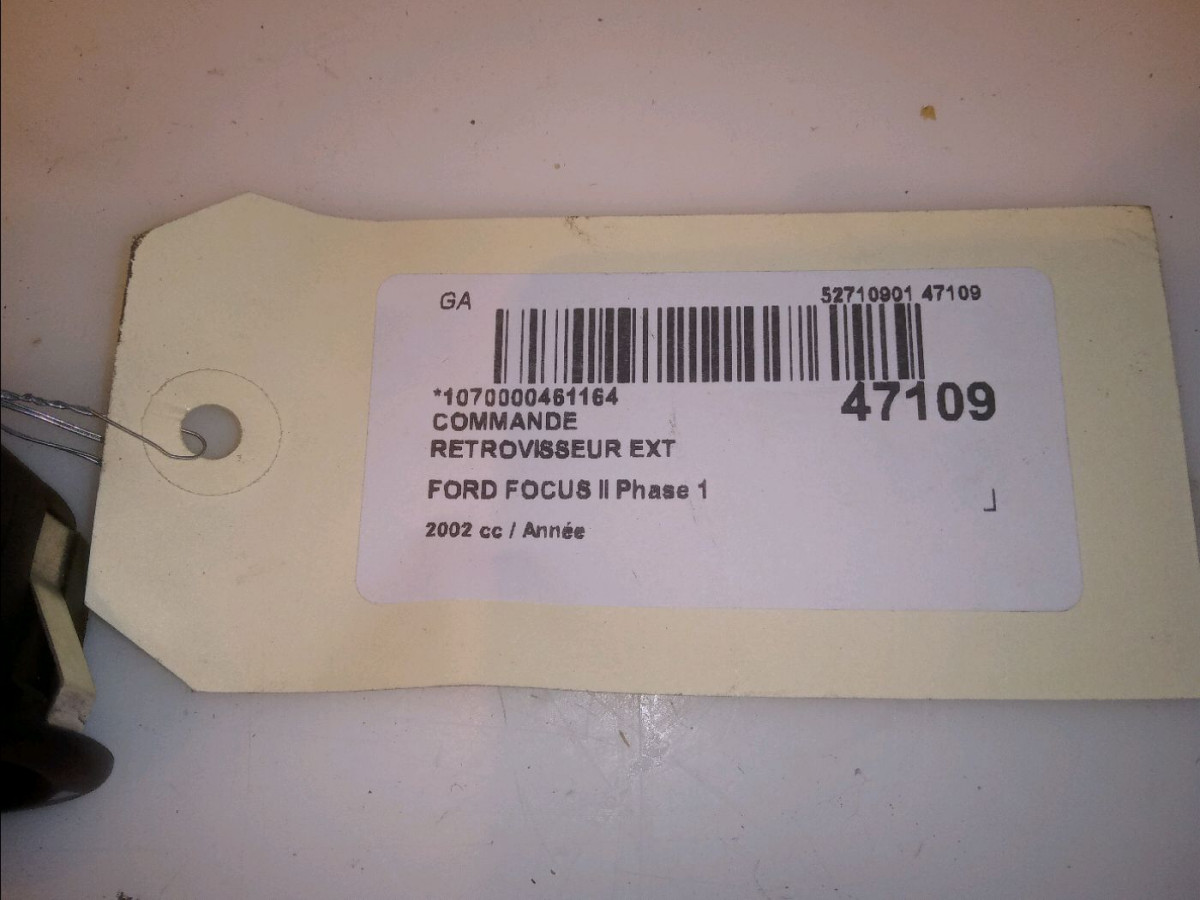 GA
52710901 47109
*1070000461164
47109
COMMANDE
RETROVISSEUR EXT
FORD FOCUS II Phase 1
2002 cc / Année